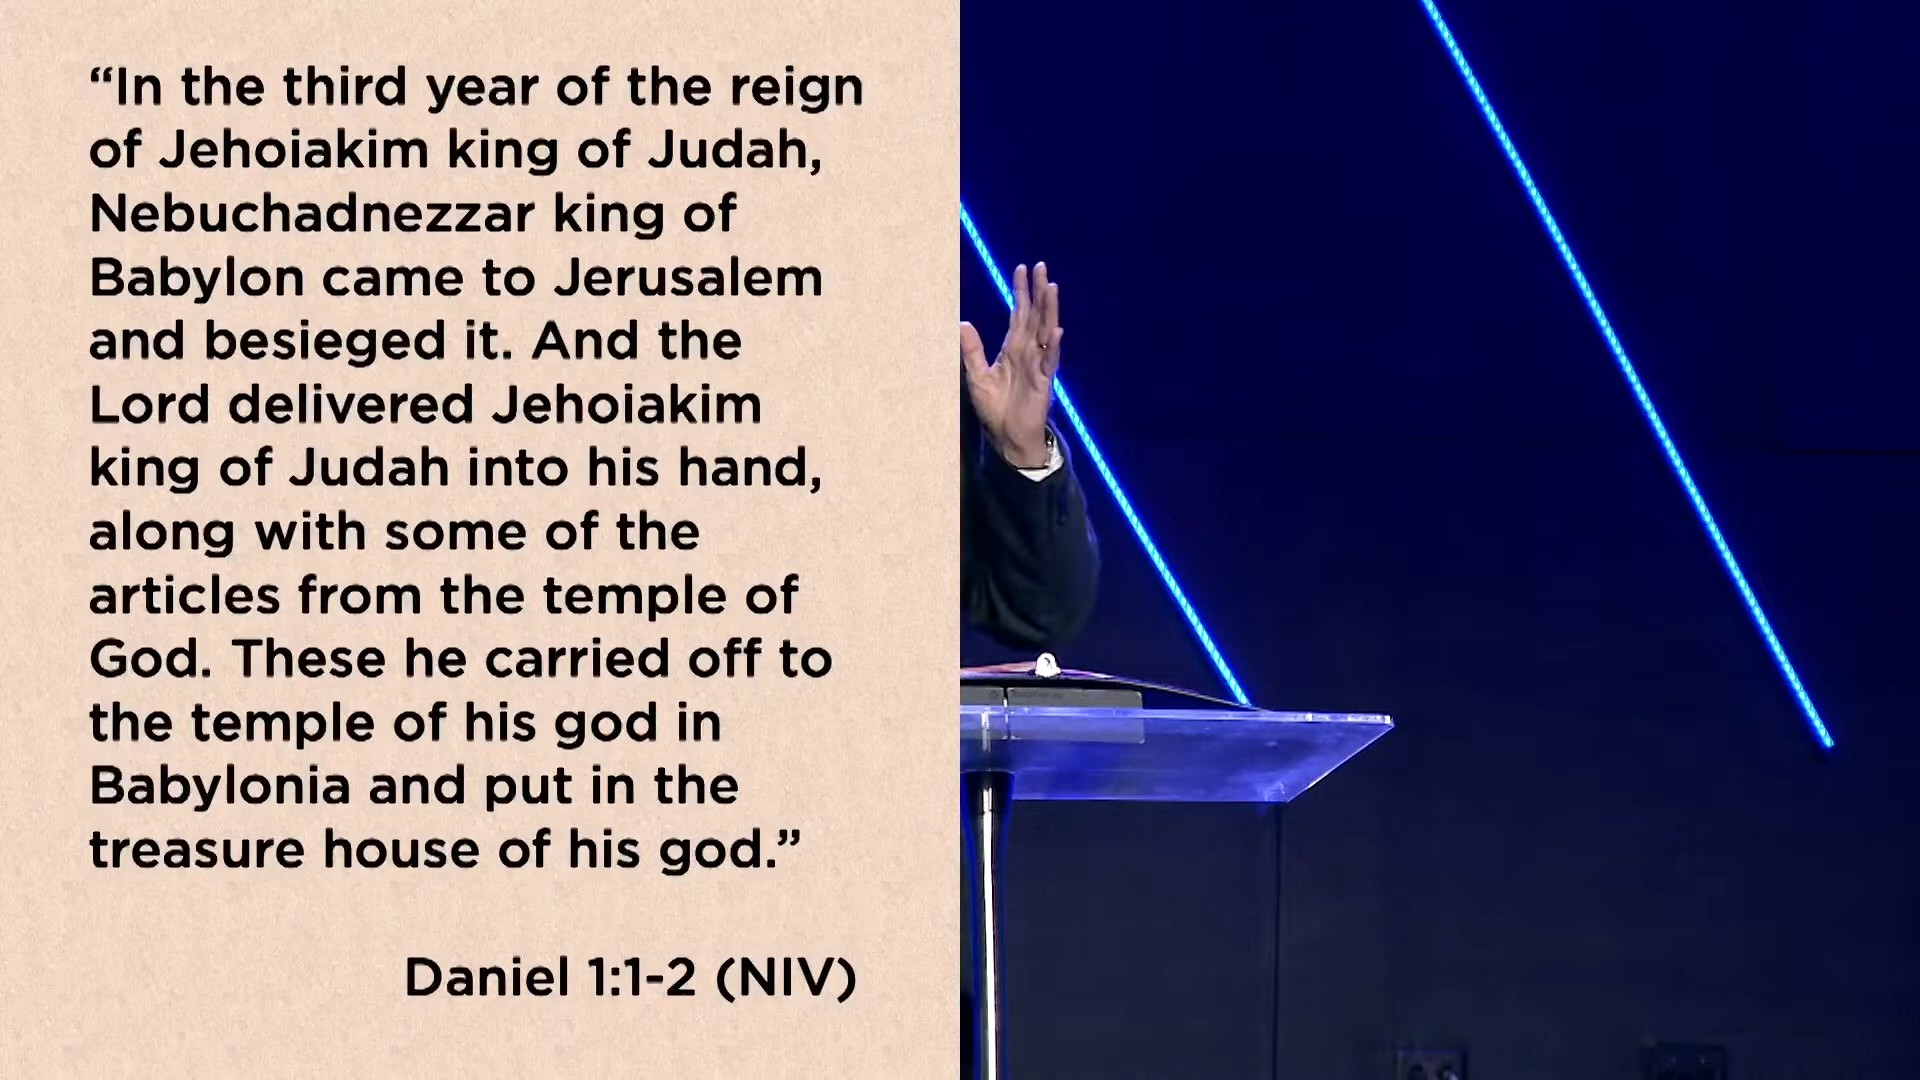 “In the third year of the reign
of Jehoiakim king of Judah,
Nebuchadnezzar king of
Babylon came to Jerusalem
and besieged it. And the
Lord delivered Jehoiakim
king of Judah into his hand,
along with some of the
articles from the temple of
God. These he carried off to
the temple of his god in
Babylonia and put in the
treasure house of his god.”
Daniel 1:1-2 (NIV)